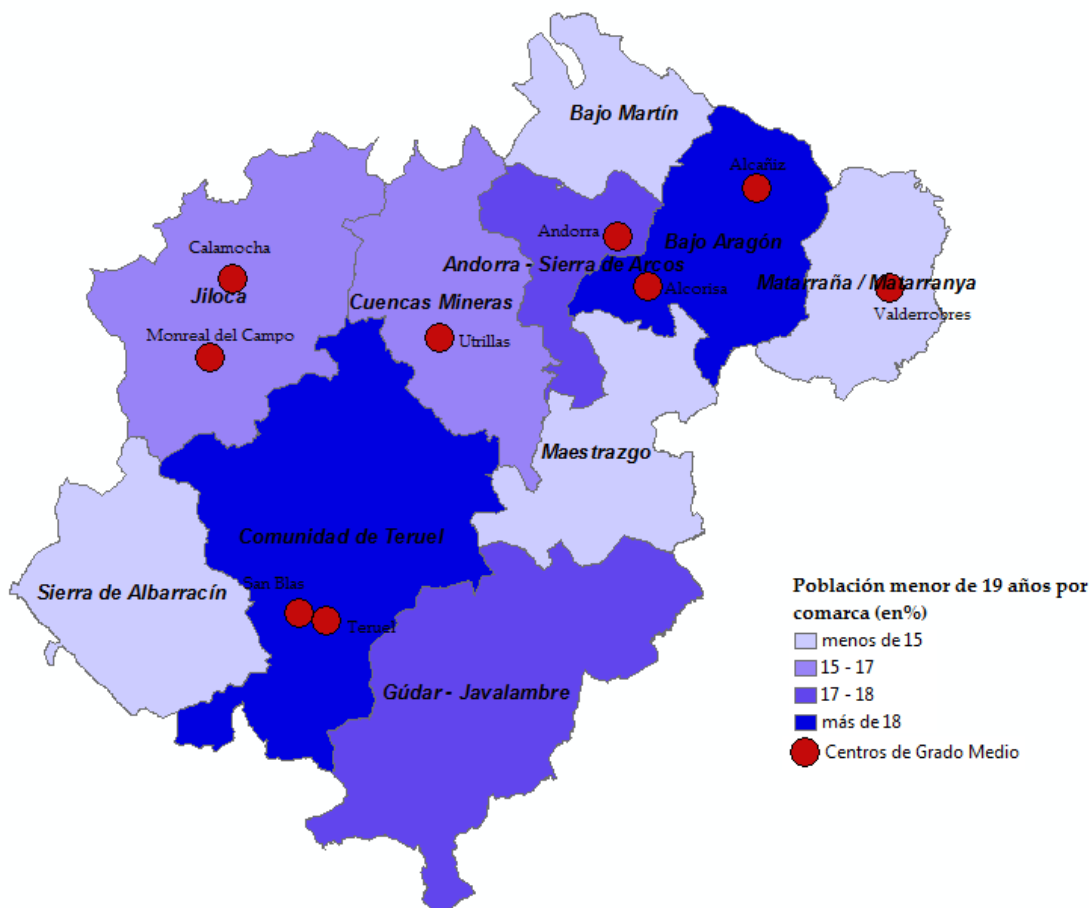 Bajo Martín
Alcañiz
Andorra
Bajo Aragón
Calamocha
Andorra - Sierra de Arcos
Matarraña / Matarranya
Jiloca
Cuencas Mineras
Alcorisa
Valderrobres
Monreal del Campo
Utrillas
Maestrazgo
Comunidad de Teruel
San Blas
Sierra de Albarracín
Teruel
Gúdar - Javalambre
Población menor de 19 años por
comarca (en%)
menos de 15
15 - 17
17 - 18
más de 18
Centros de Grado Medio